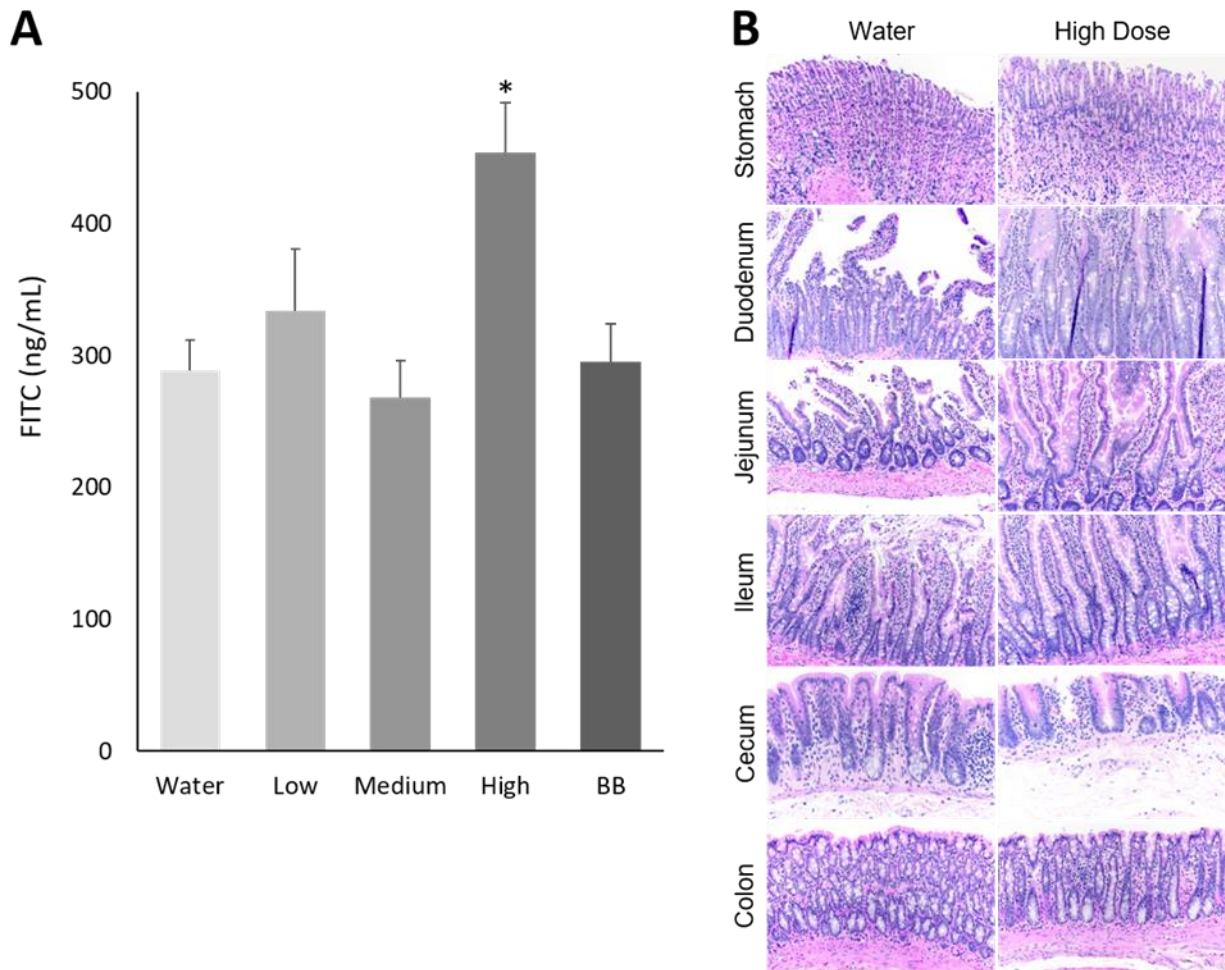 A
500
400
300
200
100
0
FITC (ng/mL)
*
Water Low Medium High BB
B
Water High Dose
Stomach
Duodenum
Jejunum
Ileum
Cecum
Colon